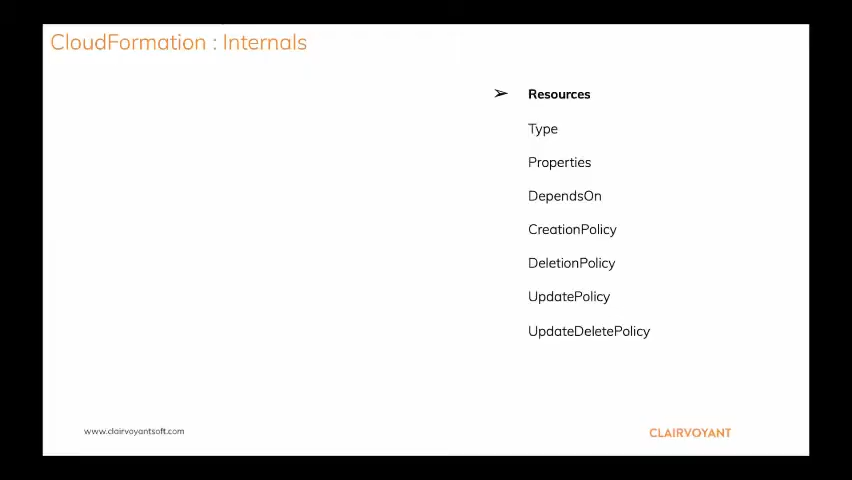 CloudFormation : Internals
➢ Resources
Type
Properties
DependsOn
CreationPolicy
DeletionPolicy
UpdatePolicy
UpdateDeletePolicy
www.clairvoyantsoft.com
CLAIRVOYANT